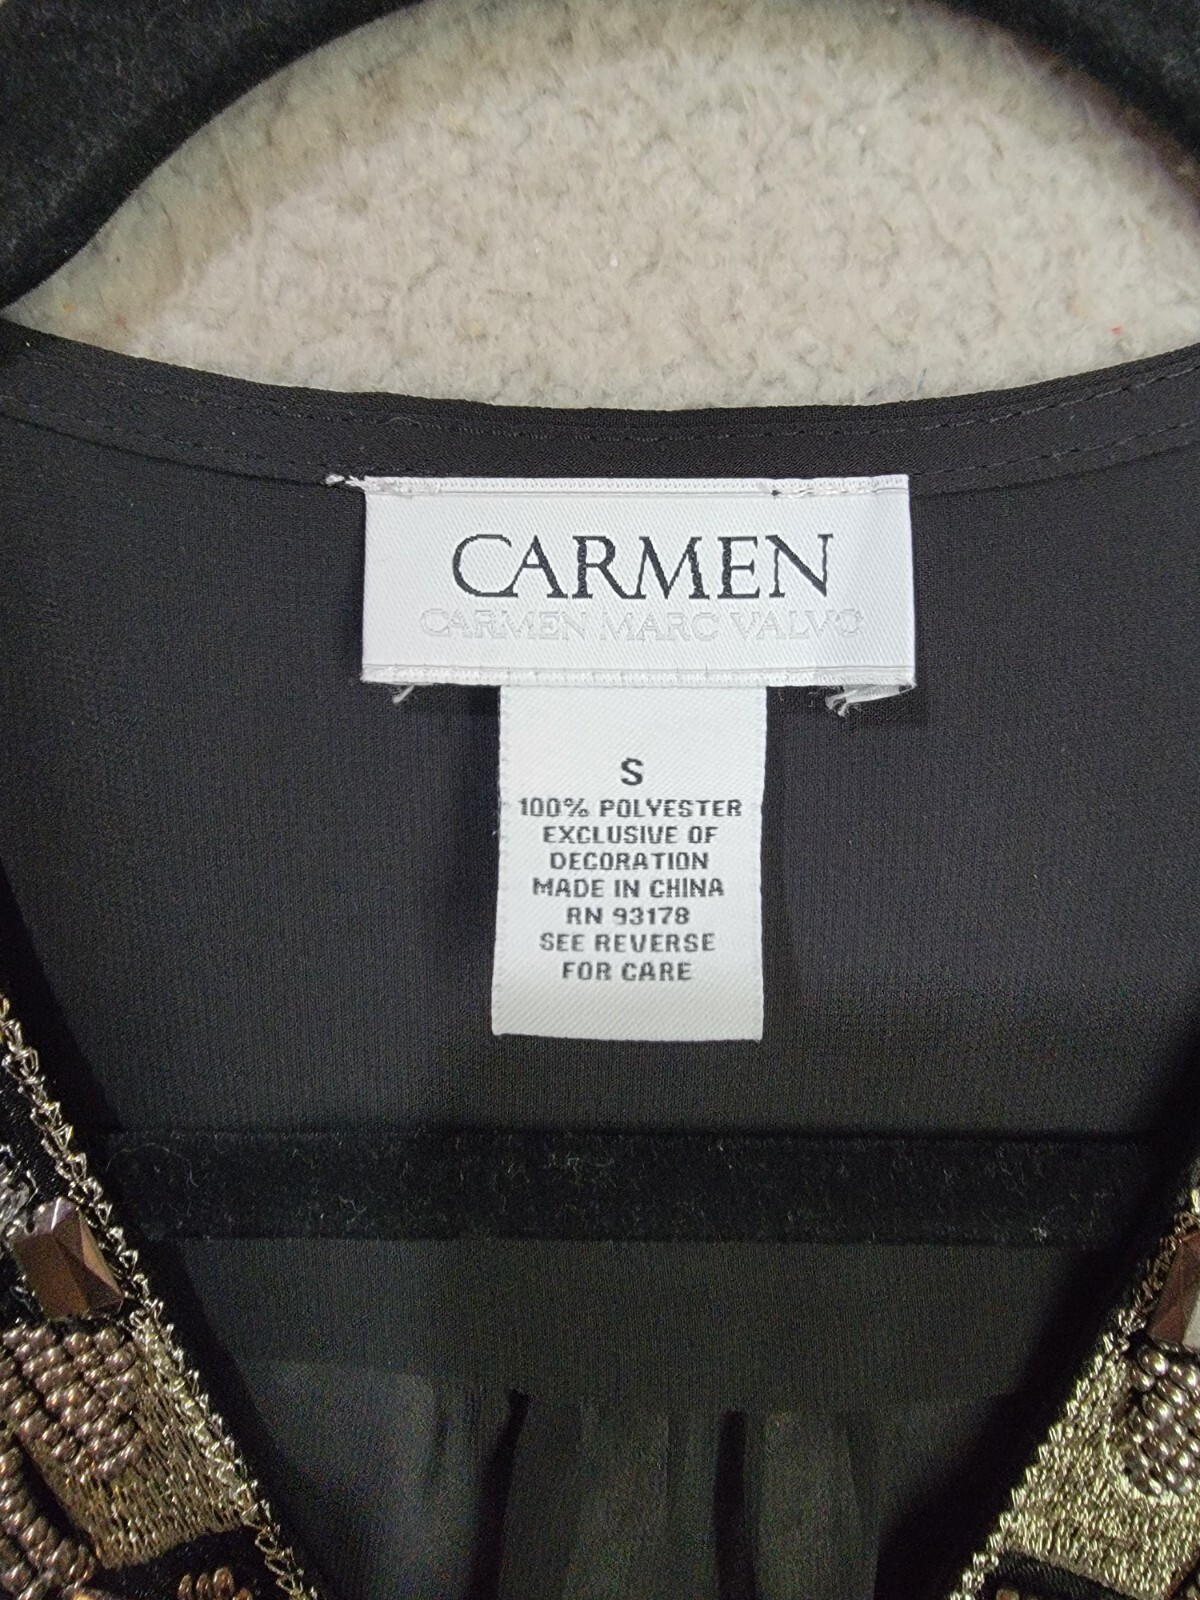 CARMEN
CARMEN MARC VALVO
S
100% POLYESTER
EXCLUSIVE OF
DECORATION
MADE IN CHINA
RN 93178
SEE REVERSE
FOR CARE